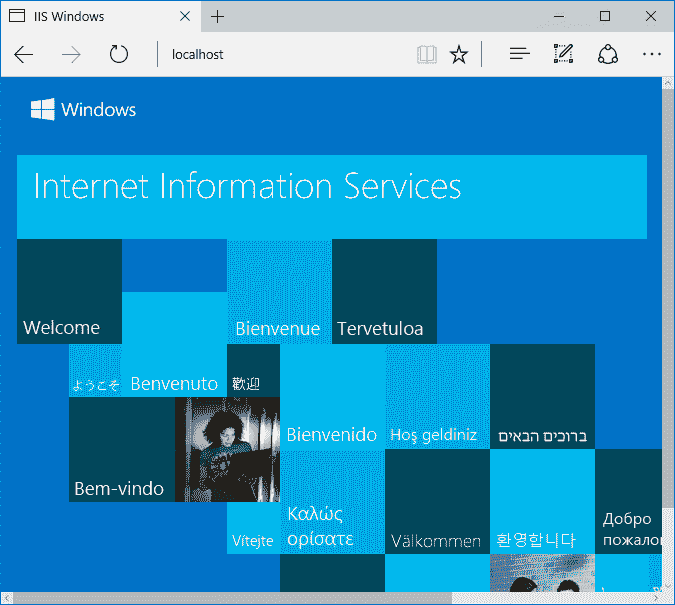 IIS Windows
localhost
Windows
Internet Information Services
Welcome
Bienvenue
Tervetuloa
ようこそ
Benvenuto
歡迎
Bienvenido
Hoş geldiniz
ברוכים הבאים
Bem-vindo
Vítejte
Καλώς
ορίσατε
Välkommen
환영합니다
Добро